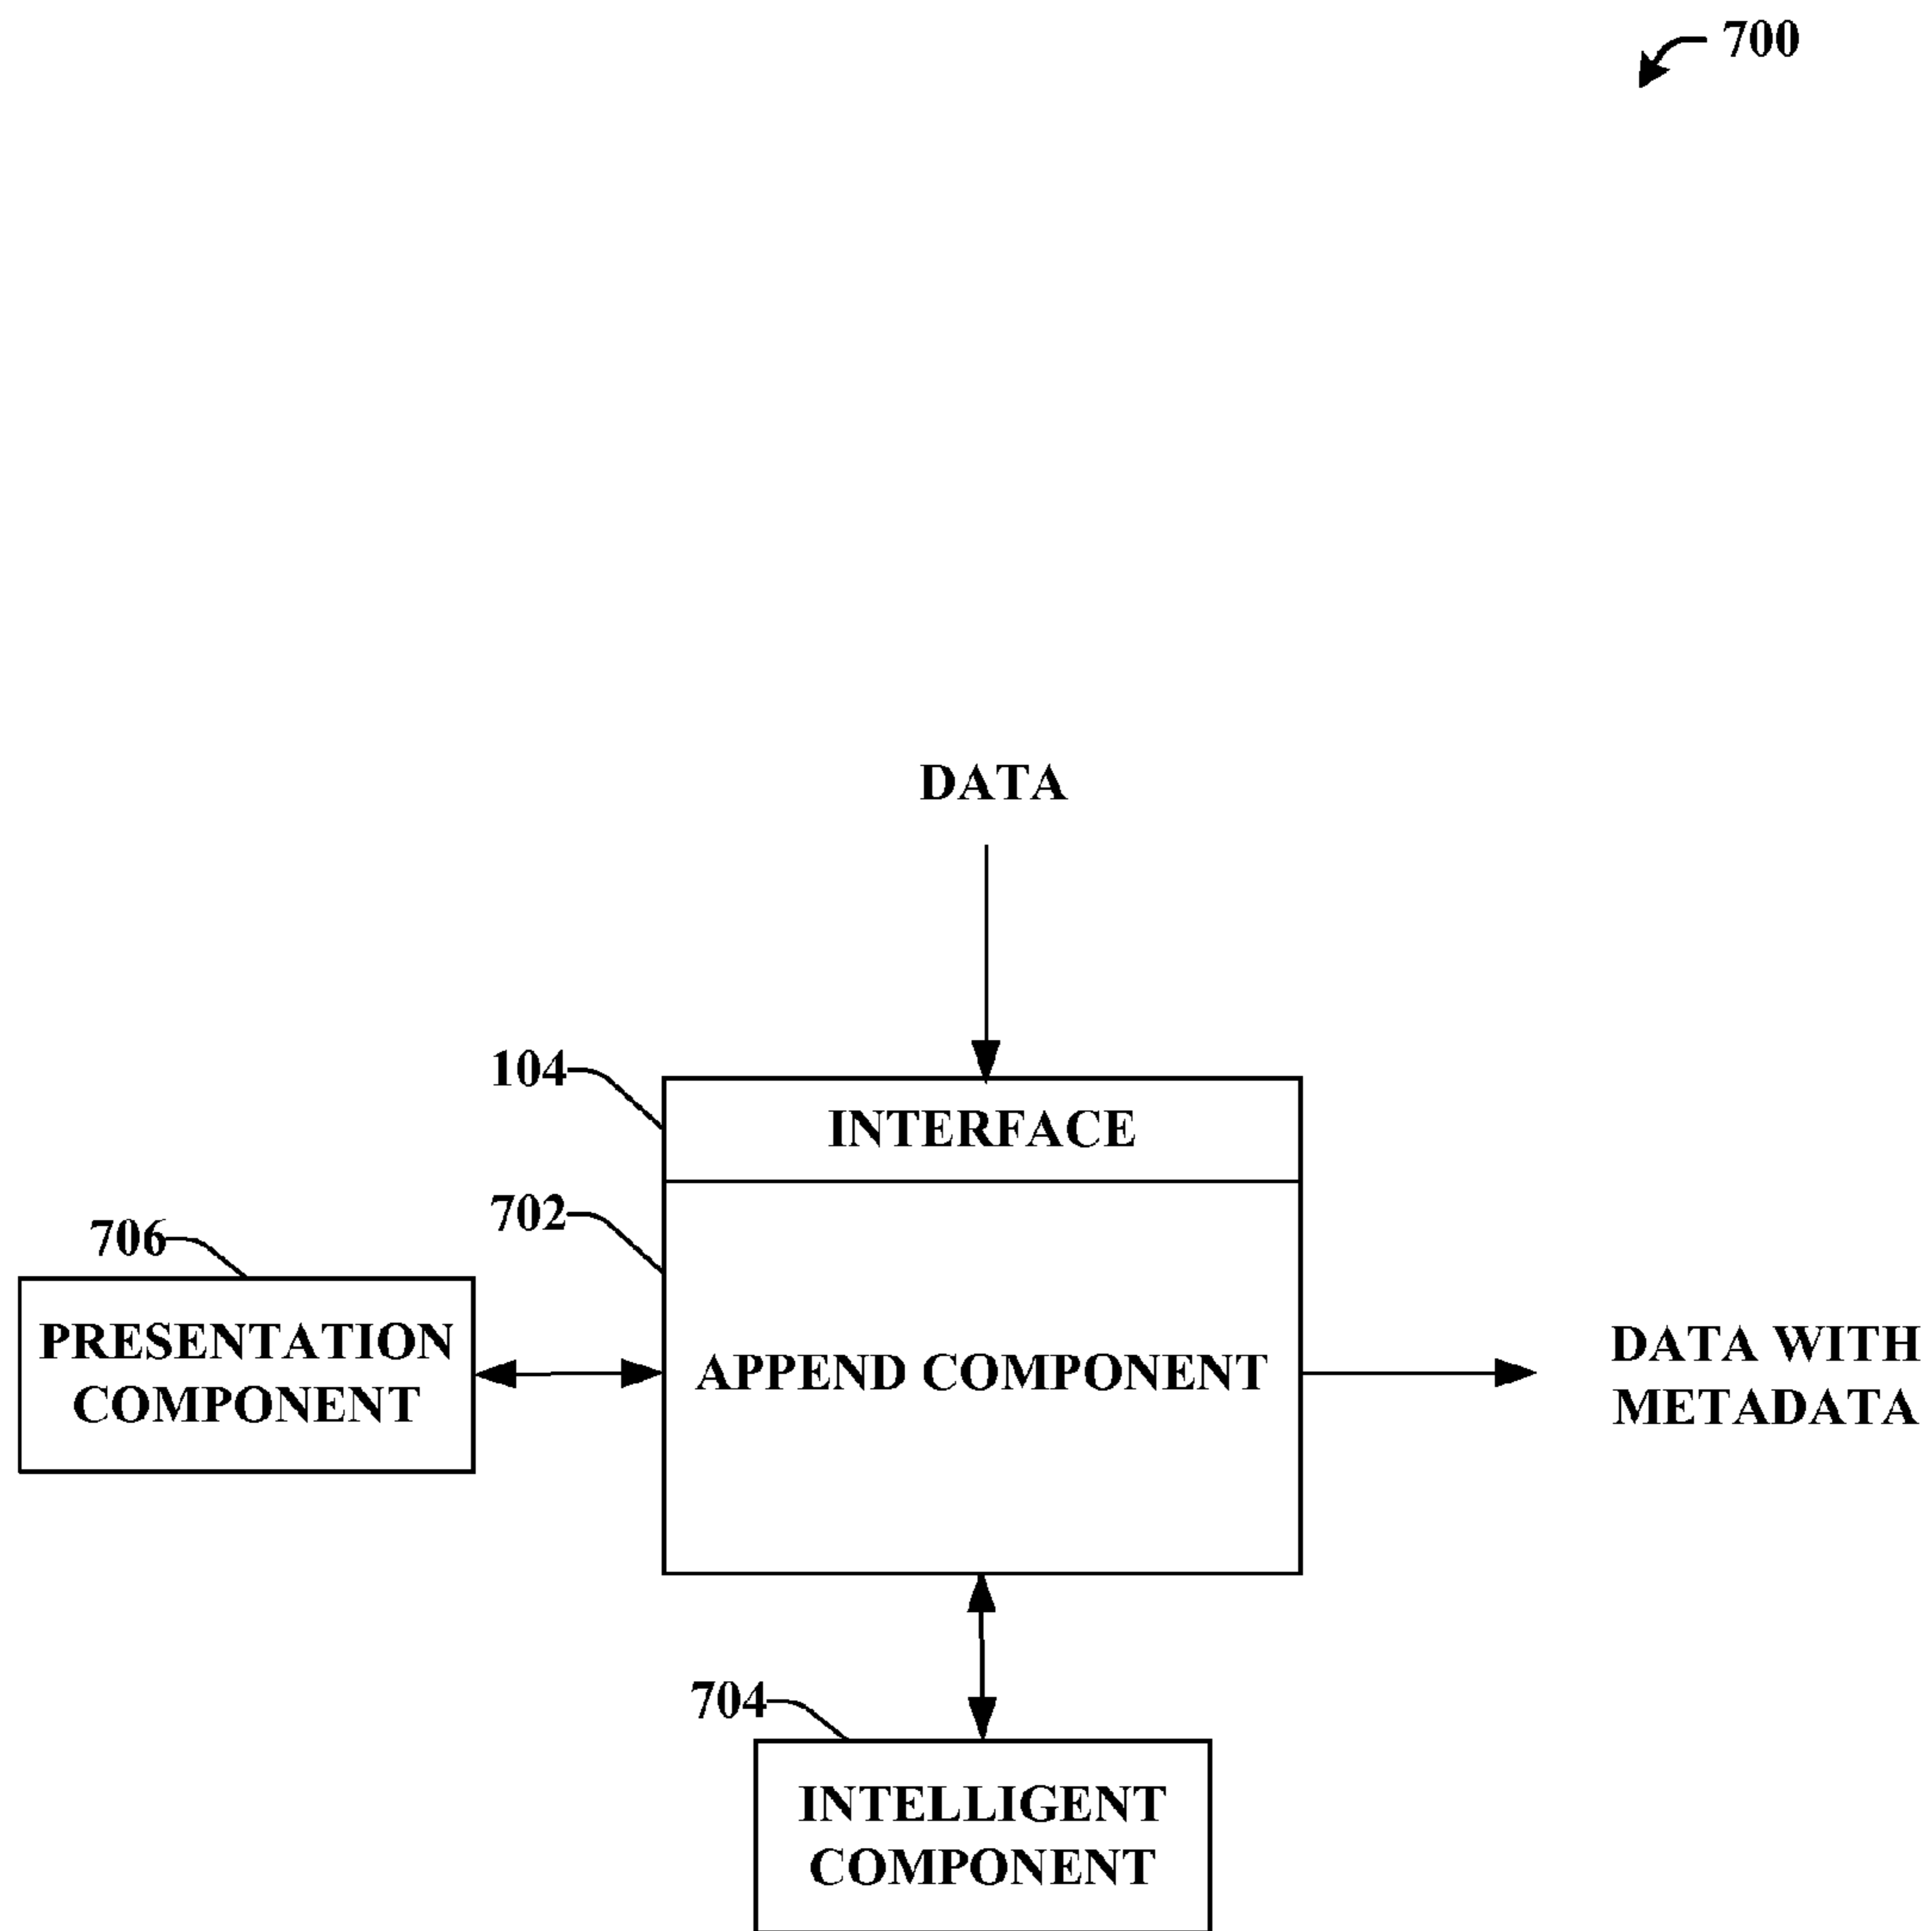 700
DATA
104
INTERFACE
702
706
PRESENTATION
COMPONENT
APPEND COMPONENT
DATA WITH
METADATA
704
INTELLIGENT
COMPONENT